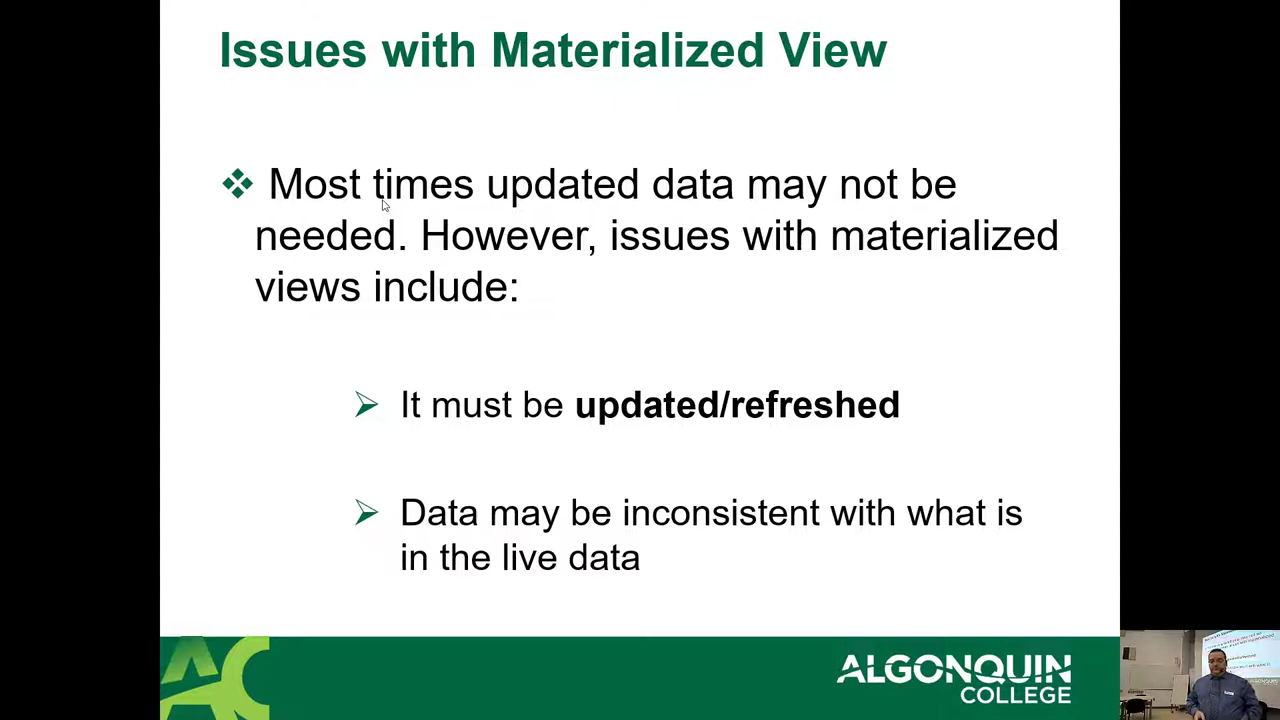 Issues with Materialized View
Most times updated data may not be
needed. However, issues with materialized
views include:
It must be updated/refreshed
Data may be inconsistent with what is
in the live data
AC
ALGONQUIN
COLLEGE